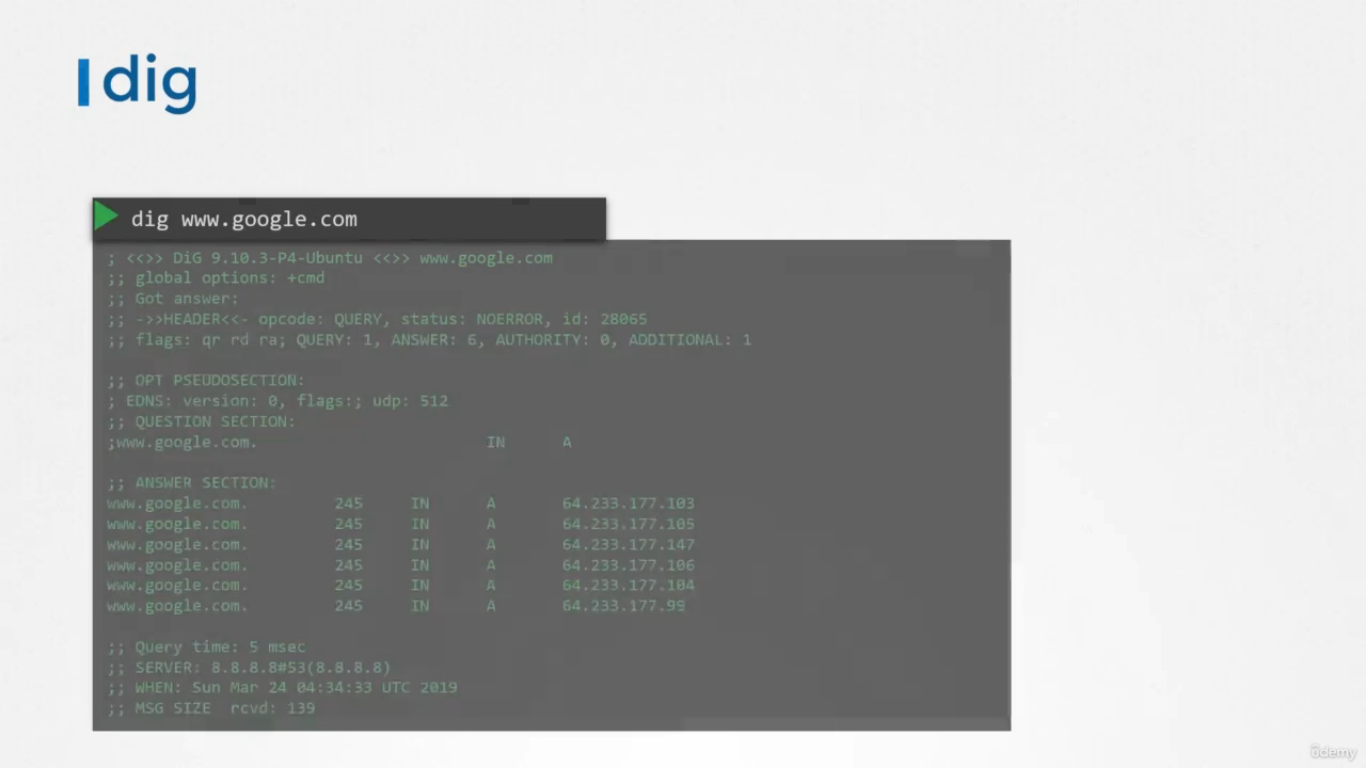 dig
dig www.google.com
; <<>> DiG 9.10.3-P4-Ubuntu <<>> www.google.com
;; global options: +cmd
;; Got answer:
;; ->>HEADER<<- opcode: QUERY, status: NOERROR, id: 28065
;; flags: qr rd ra; QUERY: 1, ANSWER: 6, AUTHORITY: 0, ADDITIONAL: 1
;; OPT PSEUDOSECTION:
; EDNS: version: 0, flags:; udp: 512
;; QUESTION SECTION:
;www.google.com. IN A
;; ANSWER SECTION:
www.google.com. 245 IN A 64.233.177.103
www.google.com. 245 IN A 64.233.177.105
www.google.com. 245 IN A 64.233.177.147
www.google.com. 245 IN A 64.233.177.106
www.google.com. 245 IN A 64.233.177.104
www.google.com. 245 IN A 64.233.177.99
;; Query time: 5 msec
;; SERVER: 8.8.8.8#53(8.8.8.8)
;; WHEN: Sun Mar 24 04:34:33 UTC 2019
;; MSG SIZE rcvd: 139
ûdemy